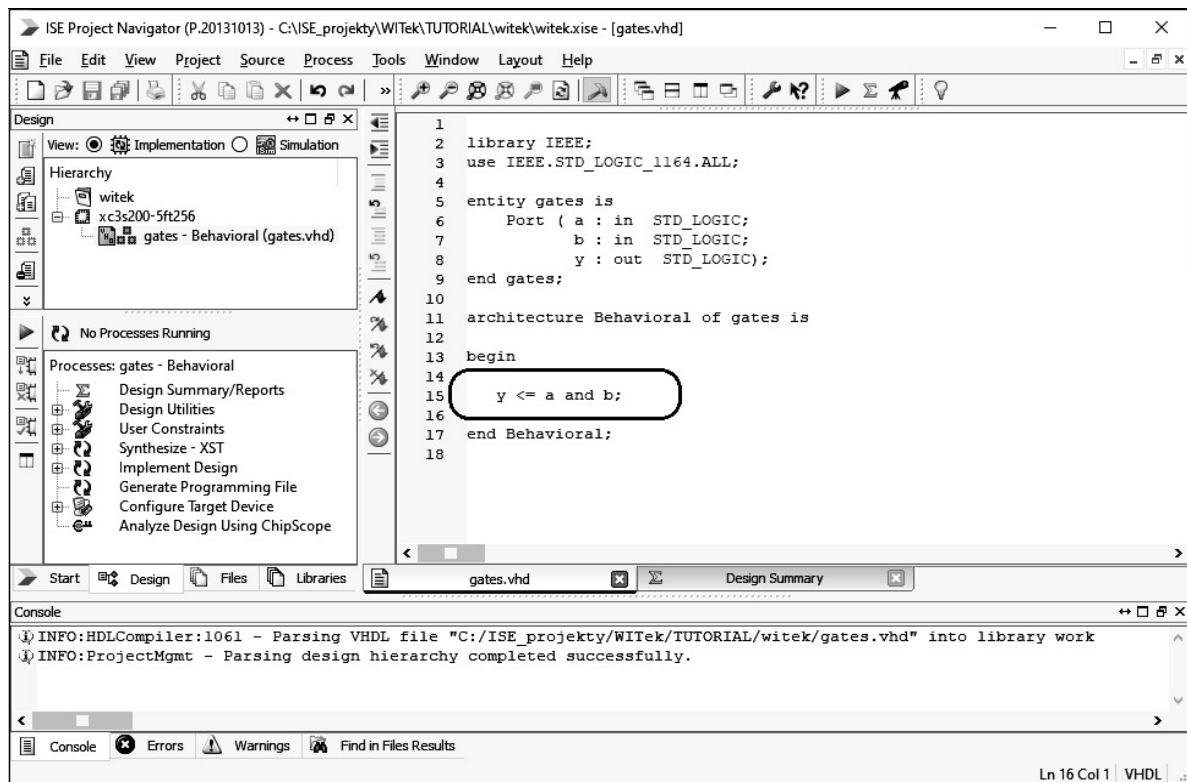 ISE Project Navigator (P.20131013) - C:\ISE_projekty\WITek\TUTORIAL\witek\witek.xise - [gates.vhd]
File Edit View Project Source Process Tools Window Layout Help
Design
View: Implementation Simulation
Hierarchy
witek
xc3s200-5ft256
gates - Behavioral (gates.vhd)
No Processes Running
Processes: gates - Behavioral
Design Summary/Reports
Design Utilities
User Constraints
Synthesize - XST
Implement Design
Generate Programming File
Configure Target Device
Analyze Design Using ChipScope
Start Design Files Libraries
1
2 library IEEE;
3 use IEEE.STD_LOGIC_1164.ALL;
4
5 entity gates is
6 Port ( a : in STD_LOGIC;
7 b : in STD_LOGIC;
8 y : out STD_LOGIC);
9 end gates;
10
11 architecture Behavioral of gates is
12
13 begin
14
15 y <= a and b;
16
17 end Behavioral;
18
gates.vhd Design Summary
Console
INFO:HDLCompiler:1061 - Parsing VHDL file "C:/ISE_projekty/WITek/TUTORIAL/witek/gates.vhd" into library work
INFO:ProjectMgmt - Parsing design hierarchy completed successfully.
Console Errors Warnings Find in Files Results
Ln 16 Col 1 VHDL